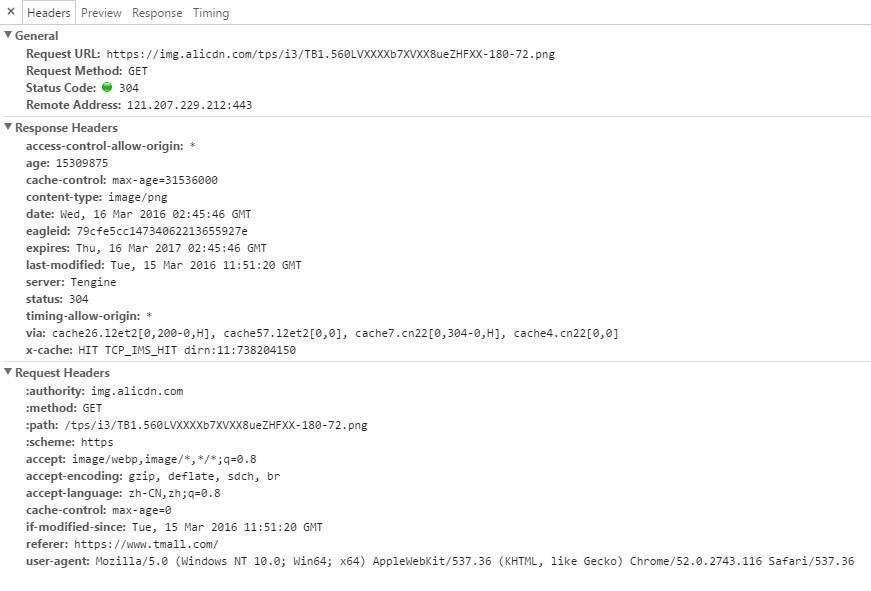 × Headers Preview Response Timing
▼ General
Request URL: https://img.alicdn.com/tps/i3/TB1.560LVXXXXb7XVXX8ueZHFXX-180-72.png
Request Method: GET
Status Code: 304
Remote Address: 121.207.229.212:443
▼ Response Headers
access-control-allow-origin: *
age: 15309875
cache-control: max-age=31536000
content-type: image/png
date: Wed, 16 Mar 2016 02:45:46 GMT
eagleid: 79cfe5cc14734062213655927e
expires: Thu, 16 Mar 2017 02:45:46 GMT
last-modified: Tue, 15 Mar 2016 11:51:20 GMT
server: Tengine
status: 304
timing-allow-origin: *
via: cache26.l2et2[0,200-0,H], cache57.l2et2[0,0], cache7.cn22[0,304-0,H], cache4.cn22[0,0]
x-cache: HIT TCP_IMS_HIT dirn:11:738204150
▼ Request Headers
:authority: img.alicdn.com
:method: GET
:path: /tps/i3/TB1.560LVXXXXb7XVXX8ueZHFXX-180-72.png
:scheme: https
accept: image/webp,image/*,*/*;q=0.8
accept-encoding: gzip, deflate, sdch, br
accept-language: zh-CN,zh;q=0.8
cache-control: max-age=0
if-modified-since: Tue, 15 Mar 2016 11:51:20 GMT
referer: https://www.tmall.com/
user-agent: Mozilla/5.0 (Windows NT 10.0; Win64; x64) AppleWebKit/537.36 (KHTML, like Gecko) Chrome/52.0.2743.116 Safari/537.36